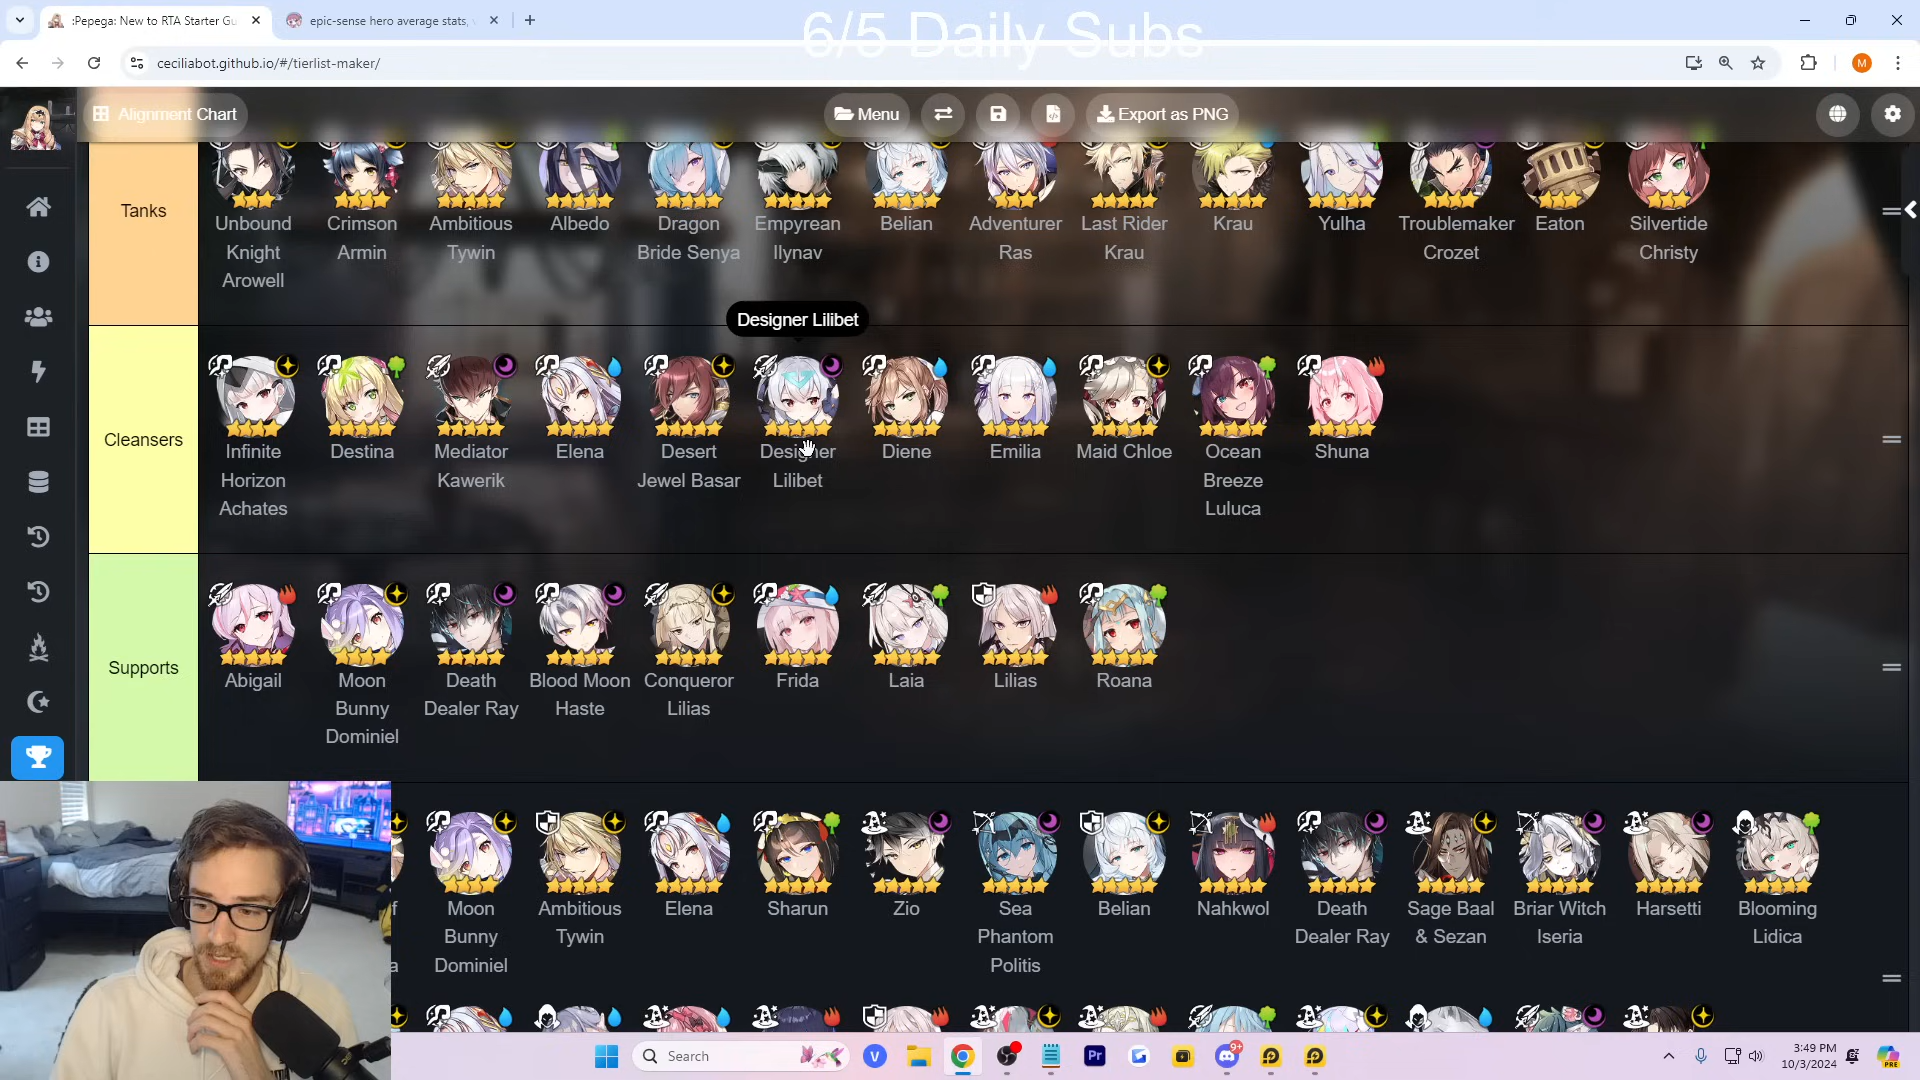 :Pepega: New to RTA Starter Gu
epic-sense hero average stats,
6/5 Daily Subs
ceciliabot.github.io/#/tierlist-maker/
M
Alignment Chart
Menu
Export as PNG
Tanks
Unbound Knight Arowell
Crimson Armin
Ambitious Tywin
Albedo
Dragon Bride Senya
Empyrean Ilynav
Belian
Adventurer Ras
Last Rider Krau
Krau
Yulha
Troublemaker Crozet
Eaton
Silvertide Christy
Designer Lilibet
Cleansers
Infinite Horizon Achates
Destina
Mediator Kawerik
Elena
Desert Jewel Basar
Designer Lilibet
Diene
Emilia
Maid Chloe
Ocean Breeze Luluca
Shuna
Supports
Abigail
Moon Bunny Dominiel
Death Dealer Ray
Blood Moon Haste
Conqueror Lilias
Frida
Laia
Lilias
Roana
f
a
Moon Bunny Dominiel
Ambitious Tywin
Elena
Sharun
Zio
Sea Phantom Politis
Belian
Nahkwol
Death Dealer Ray
Sage Baal & Sezan
Briar Witch Iseria
Harsetti
Blooming Lidica
Search
V
Pr
9+
3:49 PM
10/3/2024
PRE